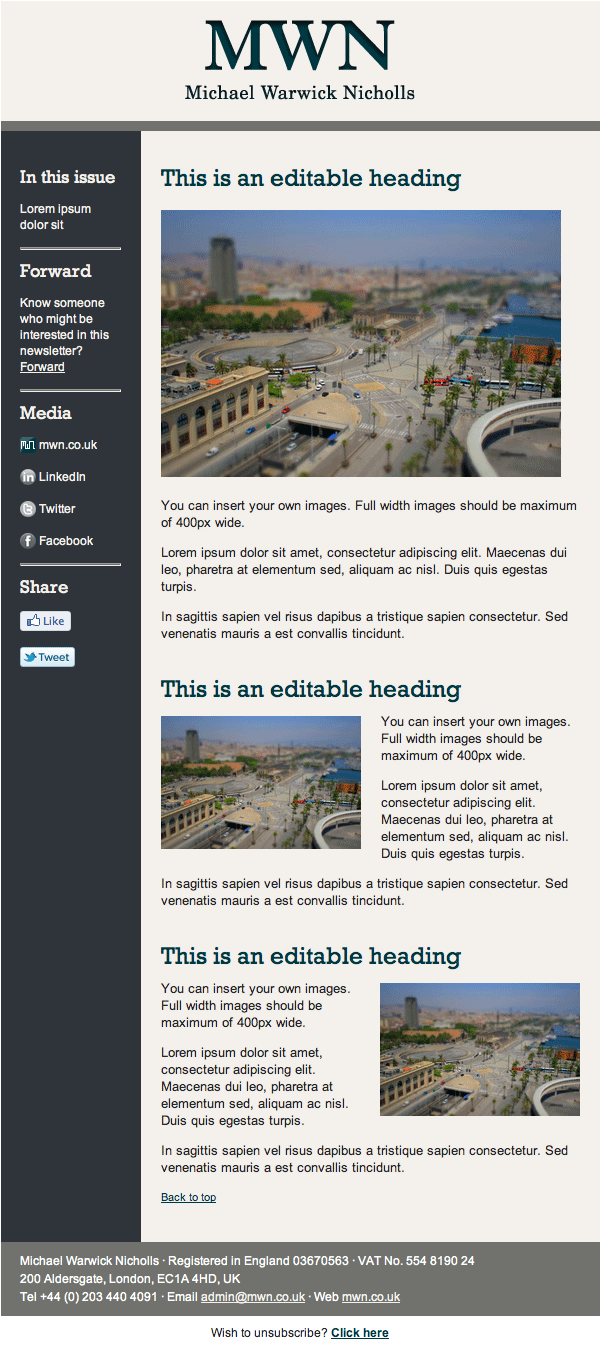 MWN
Michael Warwick Nicholls
In this issue
Lorem ipsum
dolor sit
Forward
Know someone
who might be
interested in this
newsletter?
Forward
Media
mwn.co.uk
LinkedIn
Twitter
Facebook
Share
Like
Tweet
This is an editable heading
You can insert your own images. Full width images should be maximum
of 400px wide.
Lorem ipsum dolor sit amet, consectetur adipiscing elit. Maecenas dui
leo, pharetra at elementum sed, aliquam ac nisl. Duis quis egestas
turpis.
In sagittis sapien vel risus dapibus a tristique sapien consectetur. Sed
venenatis mauris a est convallis tincidunt.
This is an editable heading
You can insert your own images.
Full width images should be
maximum of 400px wide.
Lorem ipsum dolor sit amet,
consectetur adipiscing elit.
Maecenas dui leo, pharetra at
elementum sed, aliquam ac nisl.
Duis quis egestas turpis.
In sagittis sapien vel risus dapibus a tristique sapien consectetur. Sed
venenatis mauris a est convallis tincidunt.
This is an editable heading
You can insert your own images.
Full width images should be
maximum of 400px wide.
Lorem ipsum dolor sit amet,
consectetur adipiscing elit.
Maecenas dui leo, pharetra at
elementum sed, aliquam ac nisl.
Duis quis egestas turpis.
In sagittis sapien vel risus dapibus a tristique sapien consectetur. Sed
venenatis mauris a est convallis tincidunt.
Back to top
Michael Warwick Nicholls · Registered in England 03670563 · VAT No. 554 8190 24
200 Aldersgate, London, EC1A 4HD, UK
Tel +44 (0) 203 440 4091 · Email admin@mwn.co.uk · Web mwn.co.uk
Wish to unsubscribe? Click here